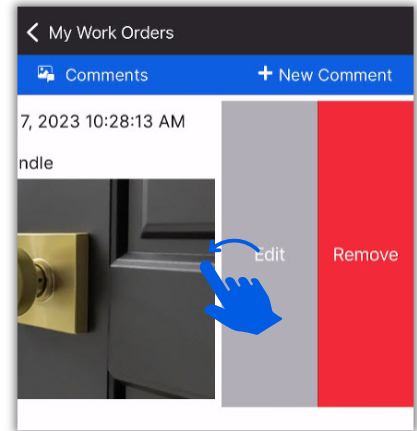 My Work Orders
Comments
+ New Comment
7, 2023 10:28:13 AM
ndle
Edit
Remove